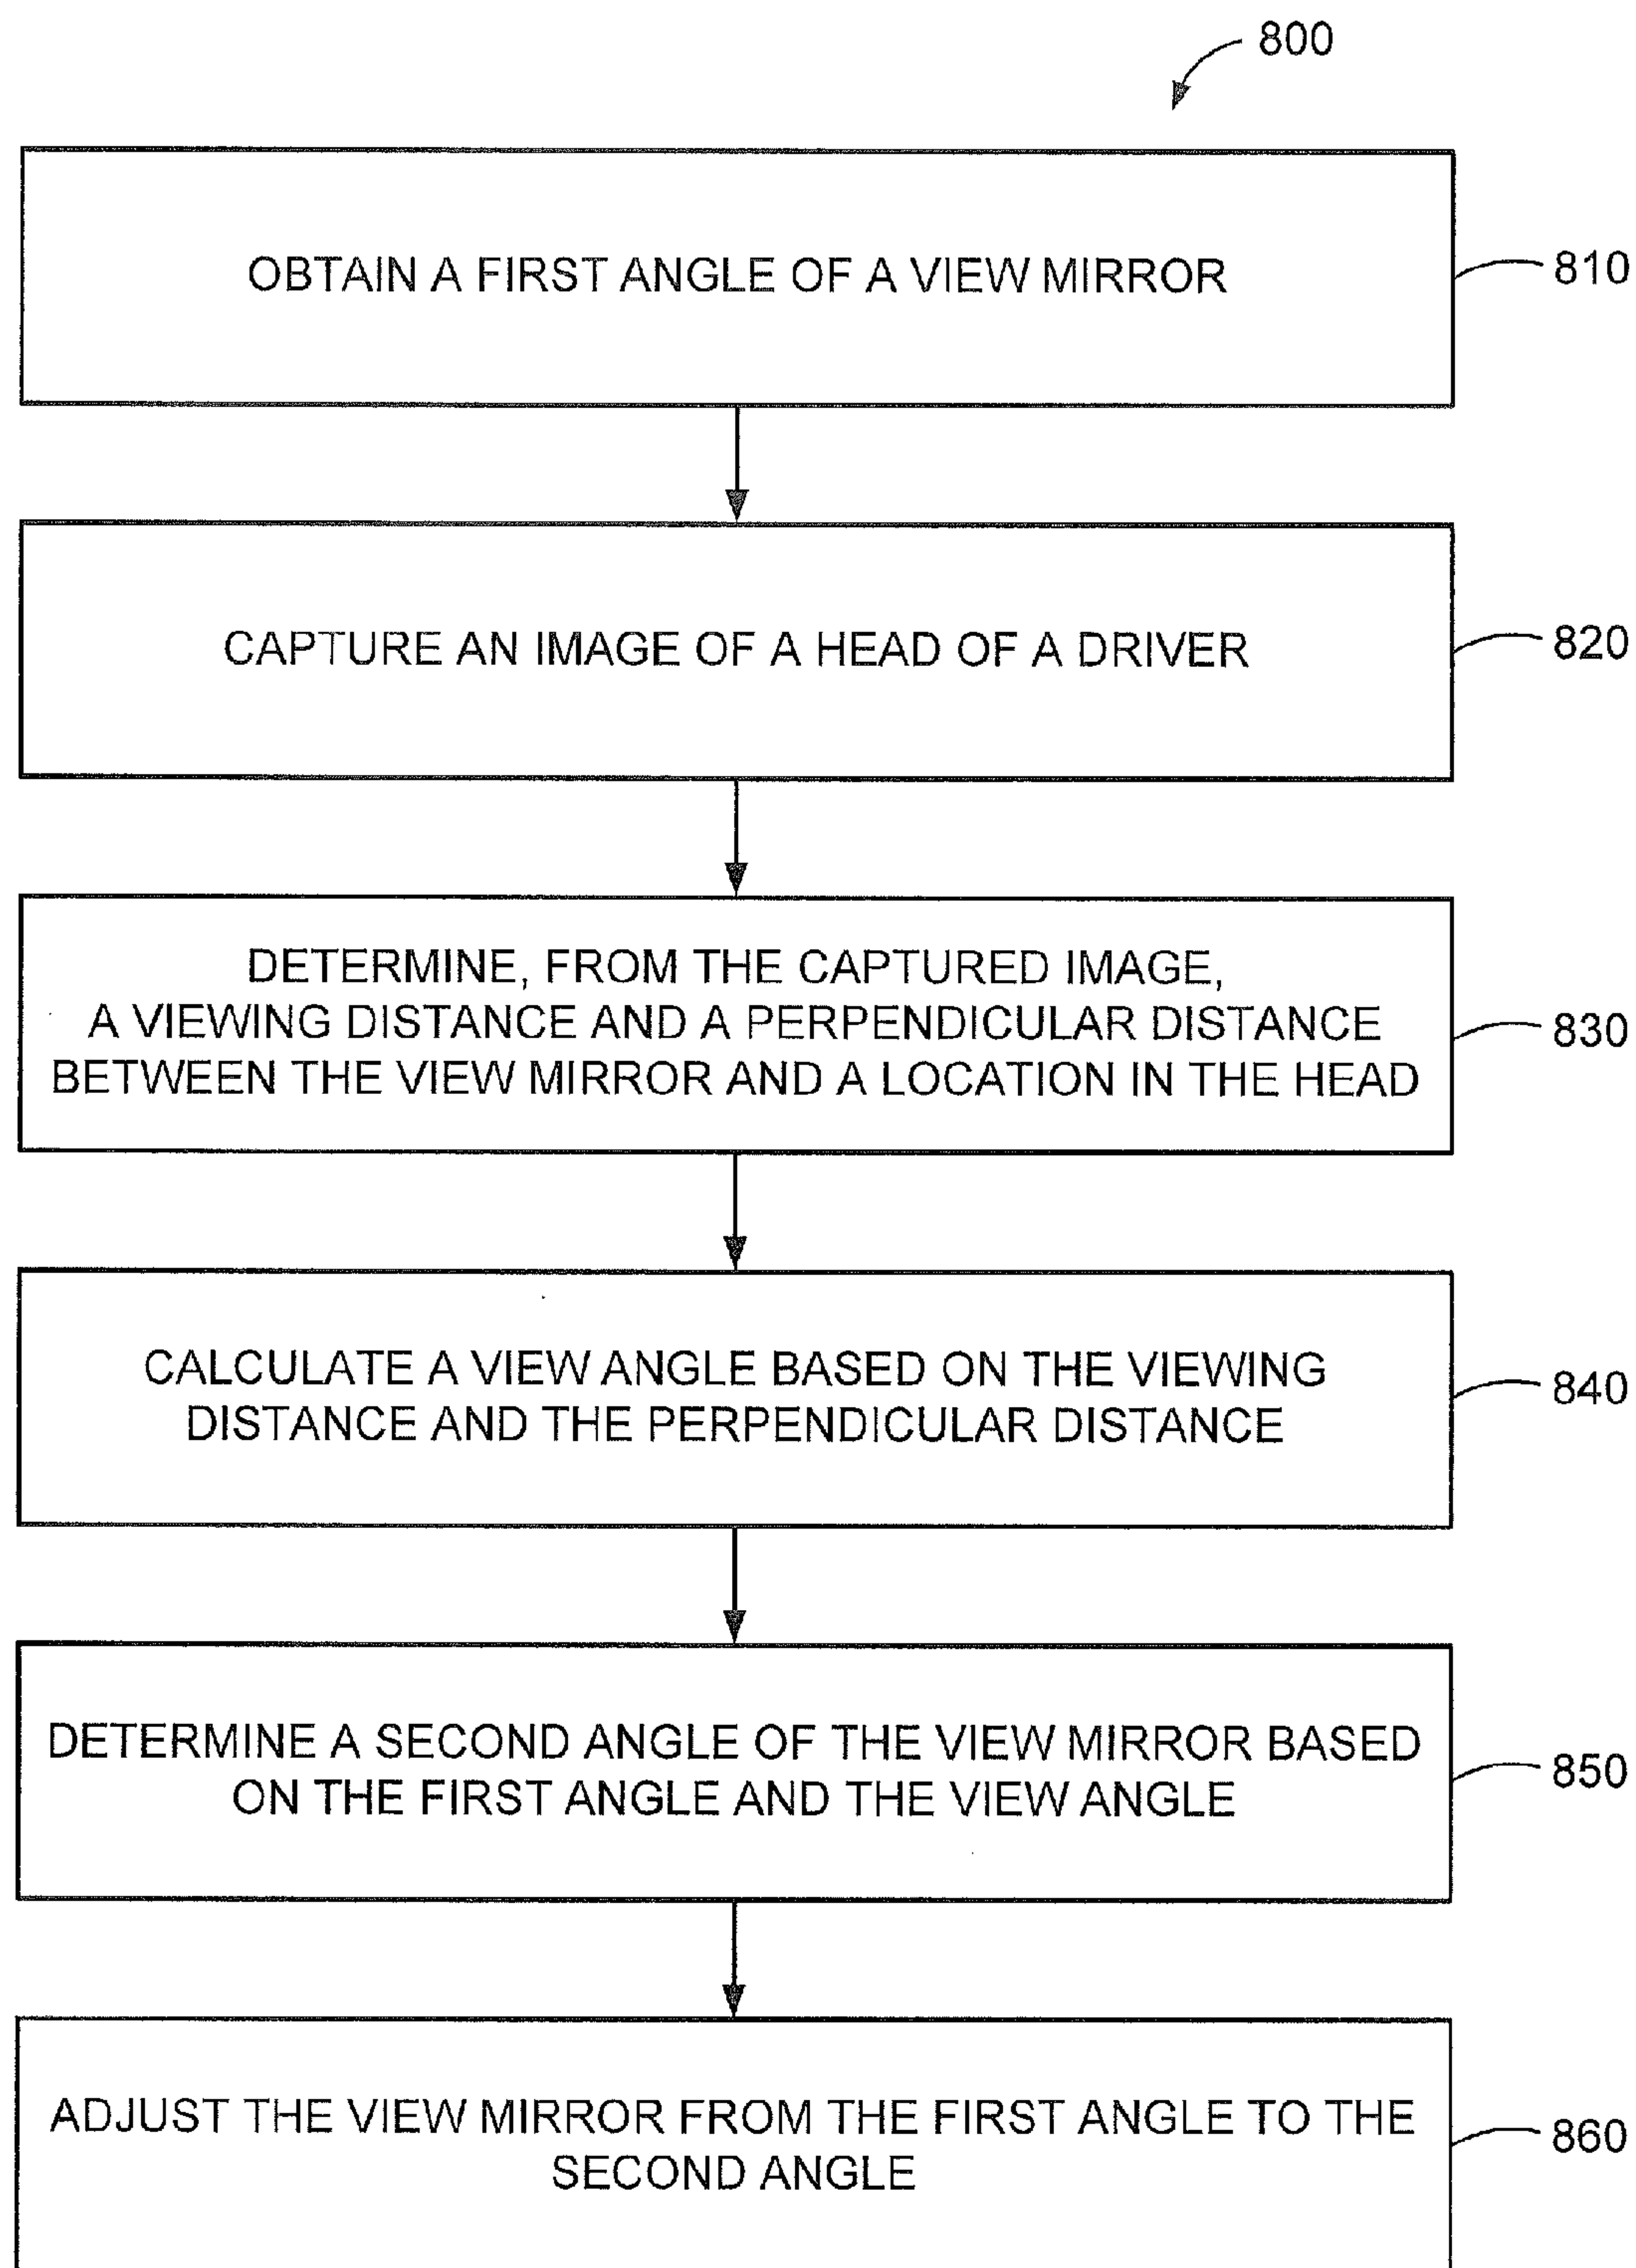 800
OBTAIN A FIRST ANGLE OF A VIEW MIRROR
810
CAPTURE AN IMAGE OF A HEAD OF A DRIVER
820
DETERMINE, FROM THE CAPTURED IMAGE,
A VIEWING DISTANCE AND A PERPENDICULAR DISTANCE
BETWEEN THE VIEW MIRROR AND A LOCATION IN THE HEAD
830
CALCULATE A VIEW ANGLE BASED ON THE VIEWING
DISTANCE AND THE PERPENDICULAR DISTANCE
840
DETERMINE A SECOND ANGLE OF THE VIEW MIRROR BASED
ON THE FIRST ANGLE AND THE VIEW ANGLE
850
ADJUST THE VIEW MIRROR FROM THE FIRST ANGLE TO THE
SECOND ANGLE
860